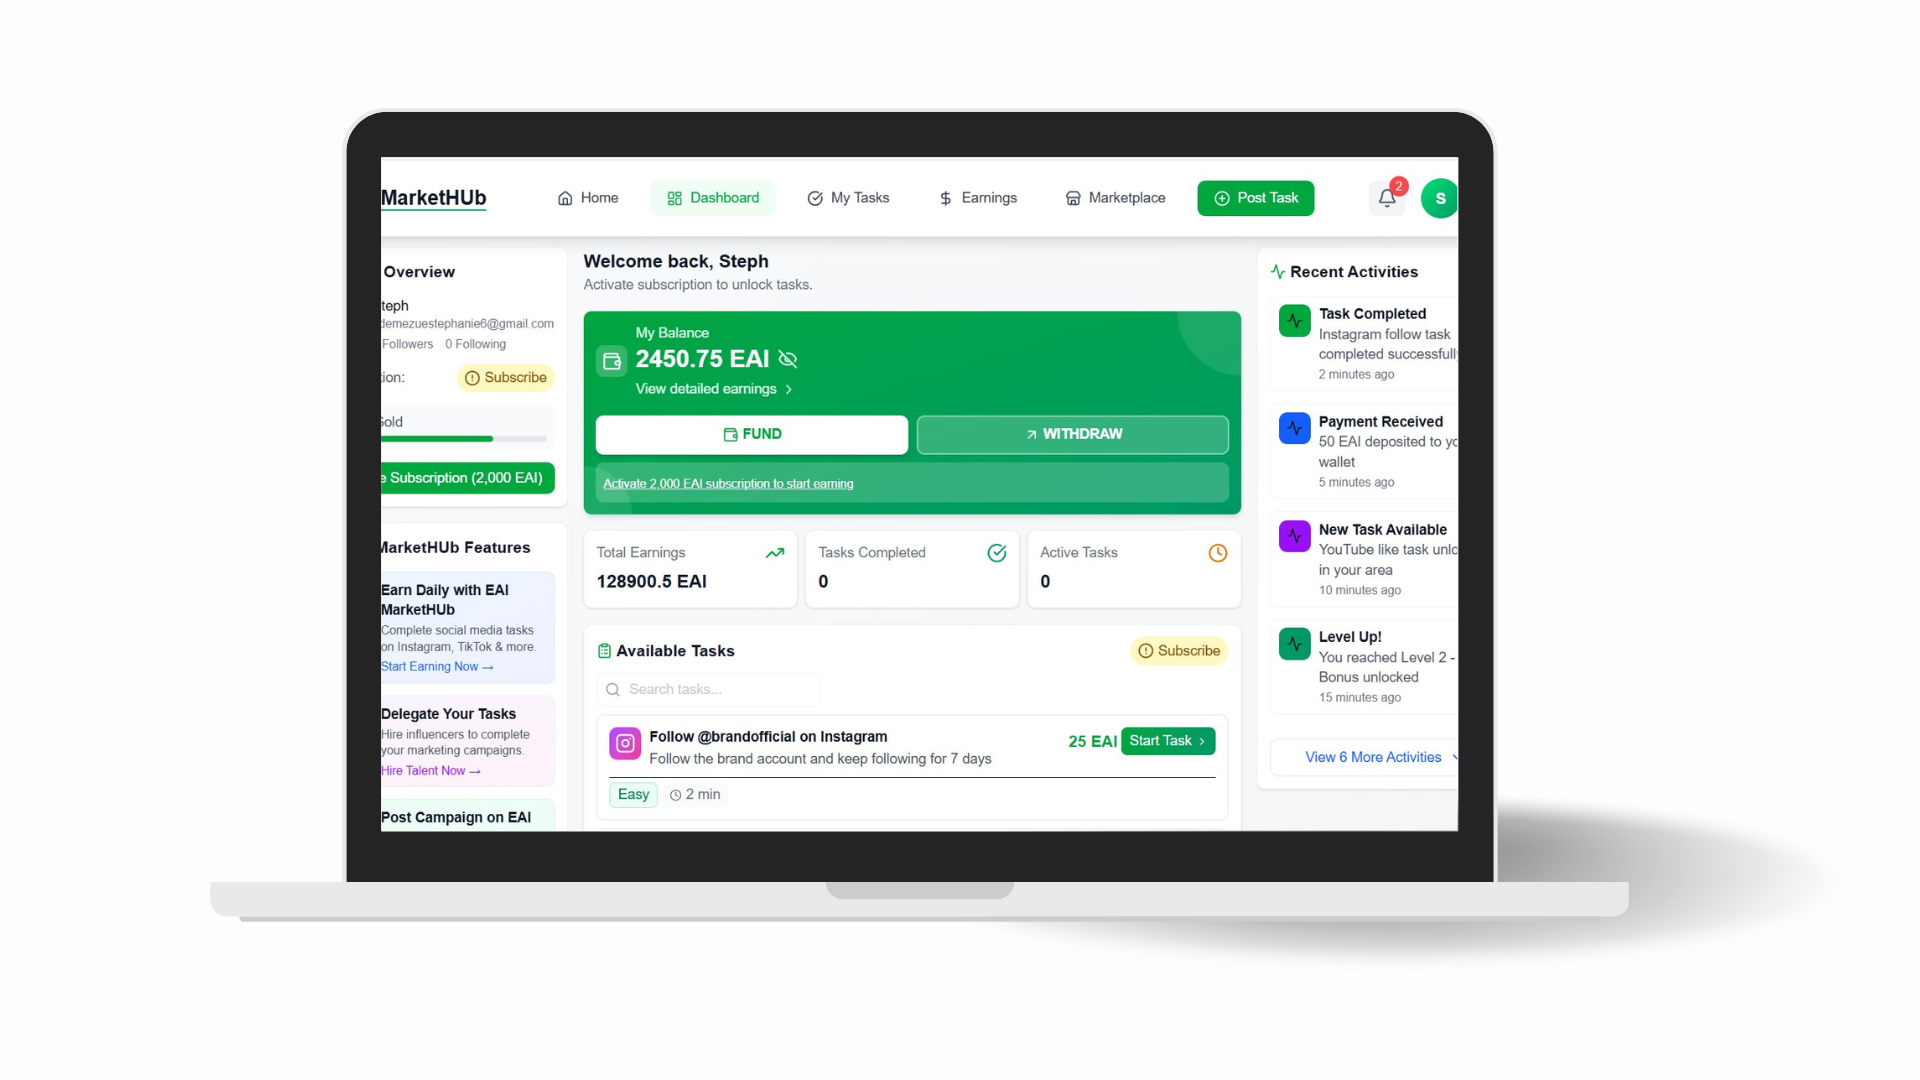 MarketHUb
Home
Dashboard
My Tasks
Earnings
Marketplace
Post Task
2
S
Overview
teph
demezuestephanie6@gmail.com
Followers 0 Following
tion:
Subscribe
Gold
e Subscription (2,000 EAI)
MarketHUb Features
Earn Daily with EAI
MarketHUb
Complete social media tasks
on Instagram, TikTok & more.
Start Earning Now →
Delegate Your Tasks
Hire influencers to complete
your marketing campaigns.
Hire Talent Now →
Post Campaign on EAI
Welcome back, Steph
Activate subscription to unlock tasks.
My Balance
2450.75 EAI
View detailed earnings
FUND
WITHDRAW
Activate 2,000 EAI subscription to start earning
Total Earnings
128900.5 EAI
Tasks Completed
0
Active Tasks
0
Available Tasks
Subscribe
Search tasks...
Follow @brandofficial on Instagram
Follow the brand account and keep following for 7 days
25 EAI
Start Task
Easy
2 min
Recent Activities
Task Completed
Instagram follow task
completed successfull
2 minutes ago
Payment Received
50 EAI deposited to yo
wallet
5 minutes ago
New Task Available
YouTube like task unlo
in your area
10 minutes ago
Level Up!
You reached Level 2 -
Bonus unlocked
15 minutes ago
View 6 More Activities